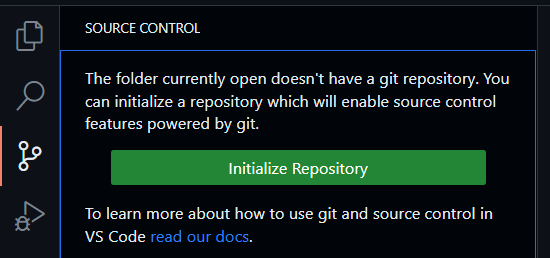 SOURCE CONTROL
The folder currently open doesn't have a git repository. You
can initialize a repository which will enable source control
features powered by git.
Initialize Repository
To learn more about how to use git and source control in
VS Code read our docs.